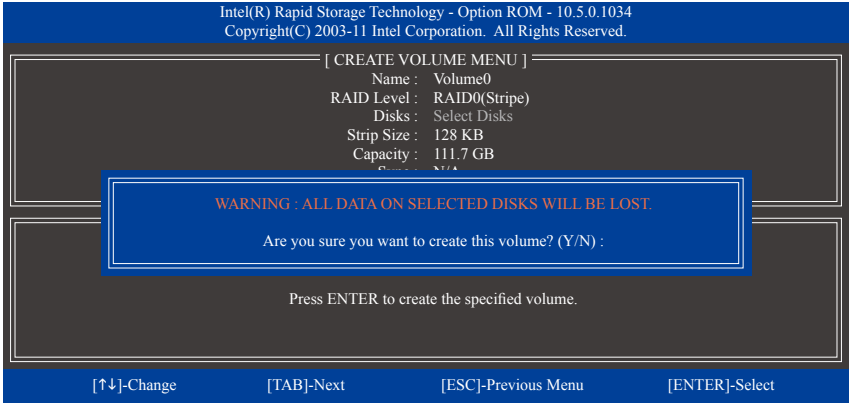 Intel(R) Rapid Storage Technology - Option ROM - 10.5.0.1034
Copyright(C) 2003-11 Intel Corporation. All Rights Reserved.
[ CREATE VOLUME MENU ]
Name : Volume0
RAID Level : RAID0(Stripe)
Disks : Select Disks
Strip Size : 128 KB
Capacity : 111.7 GB
Sync : N/A
WARNING : ALL DATA ON SELECTED DISKS WILL BE LOST.
Are you sure you want to create this volume? (Y/N) :
Press ENTER to create the specified volume.
[↑↓]-Change [TAB]-Next [ESC]-Previous Menu [ENTER]-Select